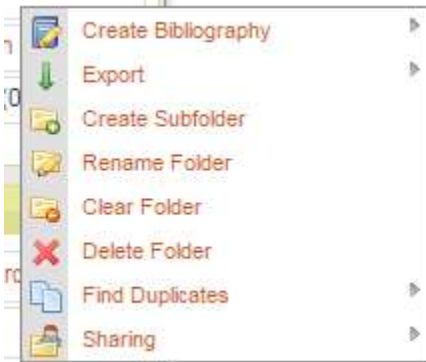 Create Bibliography
Export
Create Subfolder
Rename Folder
Clear Folder
Delete Folder
Find Duplicates
Sharing